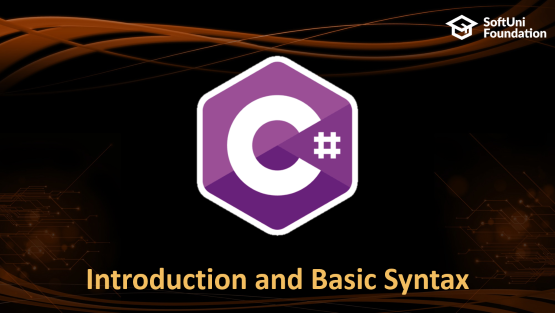 SoftUni
Foundation
C#
Introduction and Basic Syntax